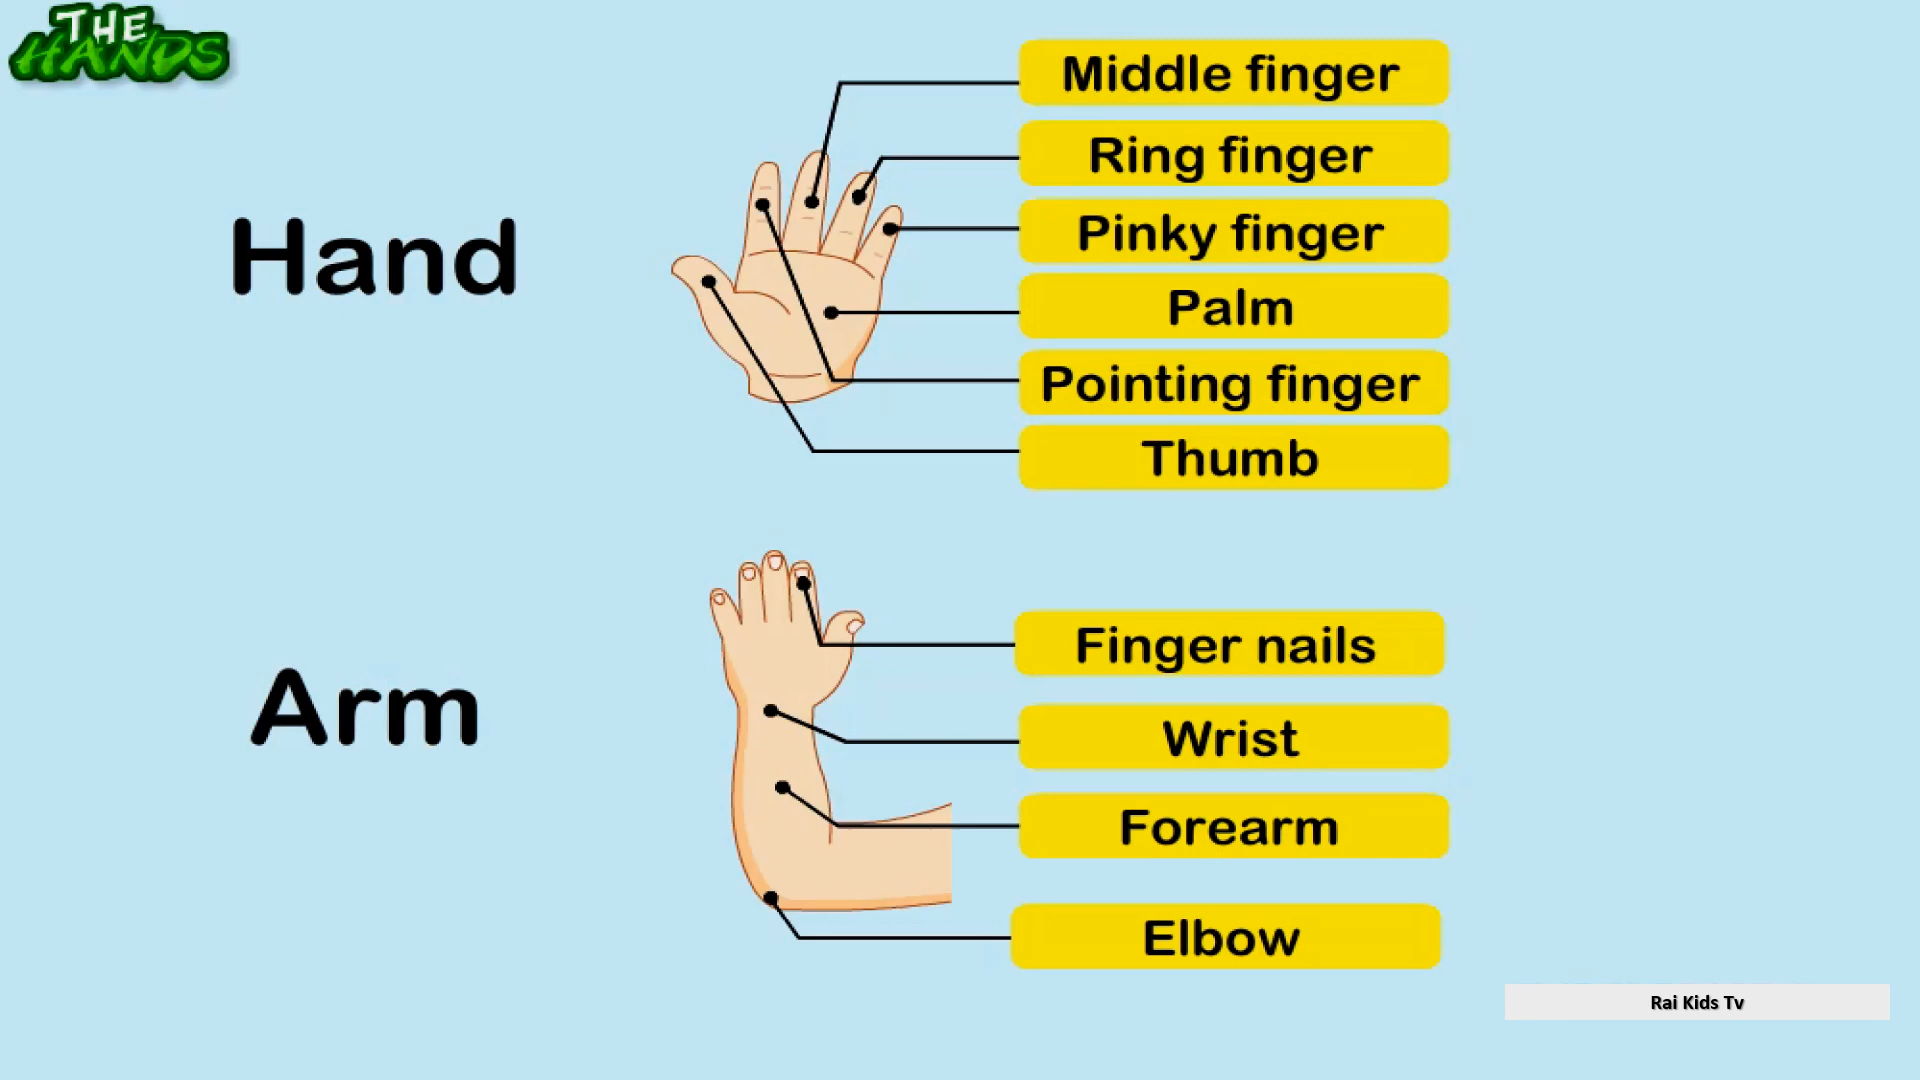 THE
HANDS
Hand
Middle finger
Ring finger
Pinky finger
Palm
Pointing finger
Thumb
Arm
Finger nails
Wrist
Forearm
Elbow
Rai Kids Tv